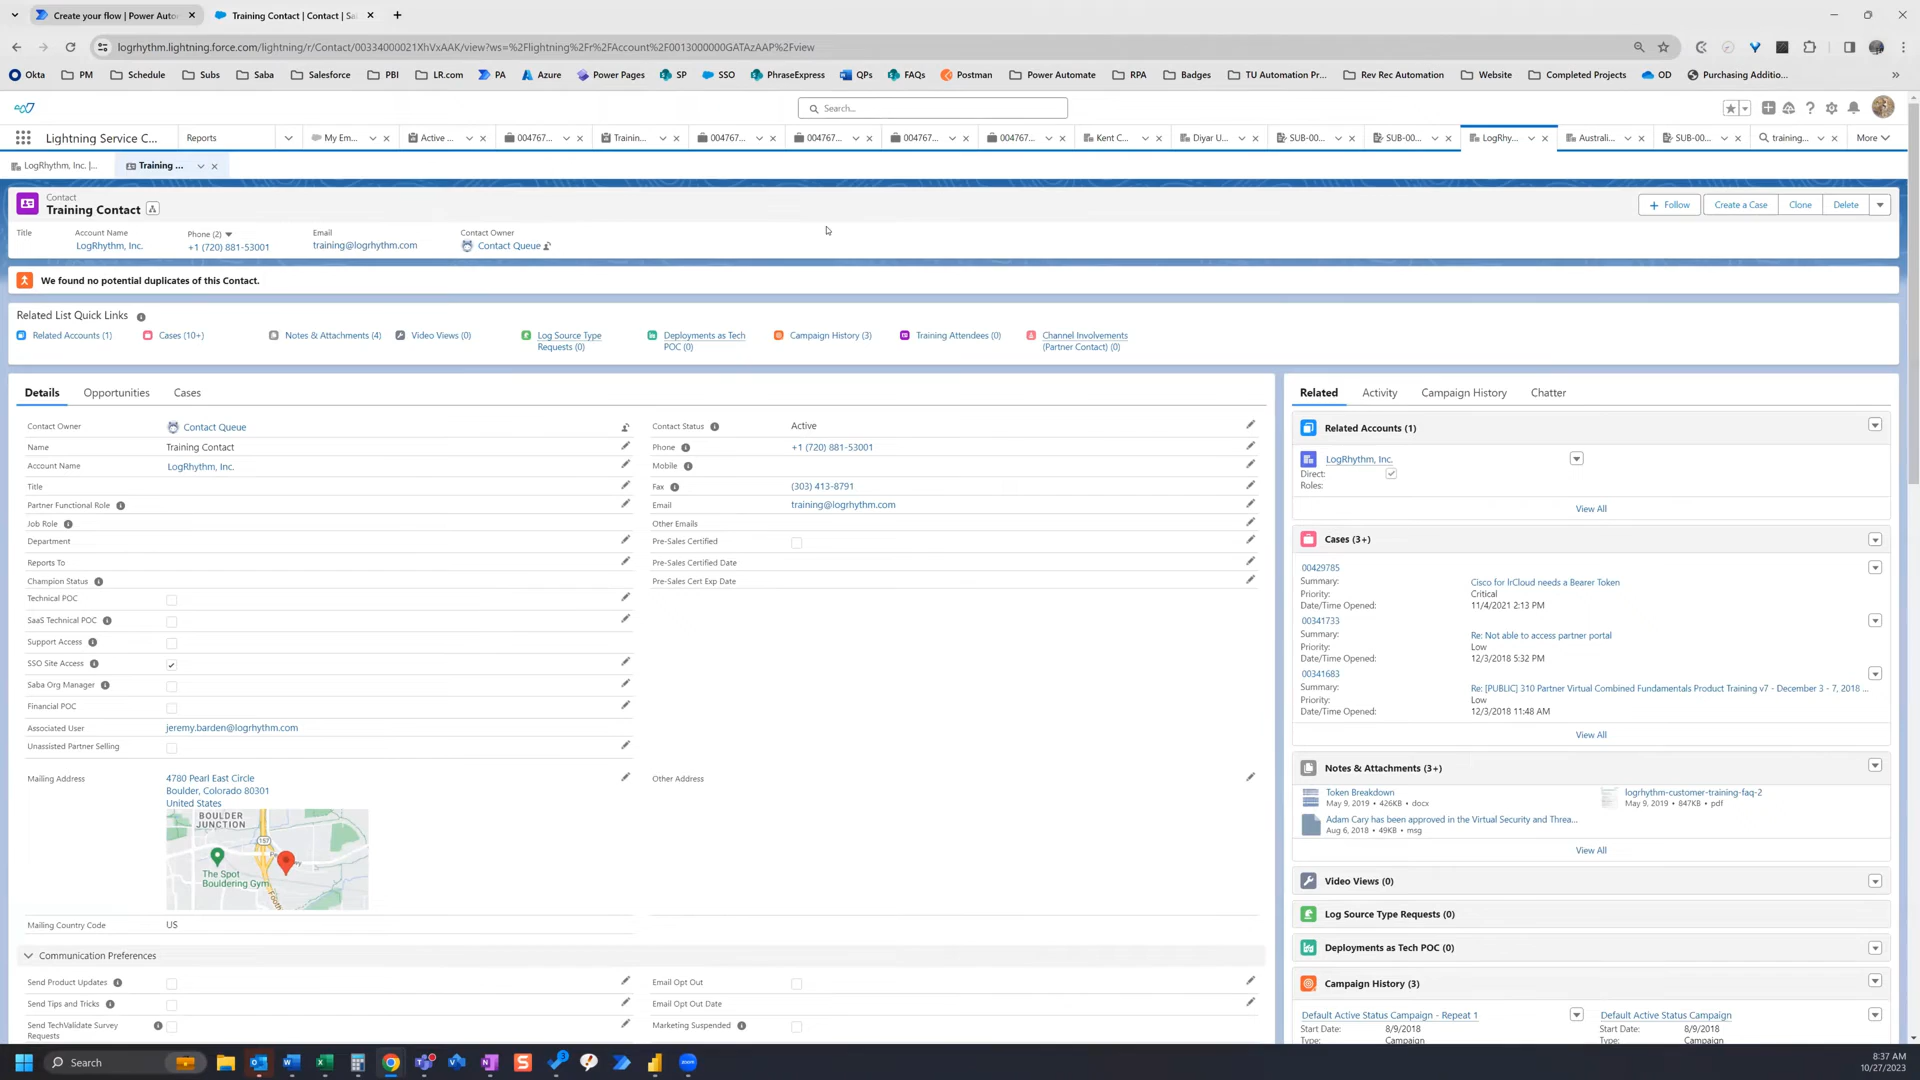 Create your flow | Power Auto
Training Contact | Contact | Sa
logrhythm.lightning.force.com/lightning/r/Contact/00334000021XhVxAAK/view?ws=%2Flightning%2Fr%2FAccount%2F0013000000GATAzAAP%2Fview
Okta PM Schedule Subs Saba Salesforce PBI LR.com PA Azure Power Pages SP SSO PhraseExpress QPs FAQs Postman Power Automate RPA Badges TU Automation Pr... Rev Rec Automation Website Completed Projects OD Purchasing Additio...
Search...
Lightning Service C... Reports My Em... Active ... 004767... Trainin... 004767... 004767... 004767... 004767... Kent C... Diyar U... SUB-00... SUB-00... LogRhy... Australi... SUB-00... training... More
LogRhythm, Inc. |... Training ...
Contact
Training Contact
Follow Create a Case Clone Delete
Title Account Name Phone (2) Email Contact Owner
LogRhythm, Inc. +1 (720) 881-53001 training@logrhythm.com Contact Queue
We found no potential duplicates of this Contact.
Related List Quick Links
Related Accounts (1) Cases (10+) Notes & Attachments (4) Video Views (0) Log Source Type Deployments as Tech Campaign History (3) Training Attendees (0) Channel Involvements
Requests (0) POC (0) (Partner Contact) (0)
Details Opportunities Cases
Contact Owner Contact Queue
Name Training Contact
Account Name LogRhythm, Inc.
Title
Partner Functional Role
Job Role
Department
Reports To
Champion Status
Technical POC
SaaS Technical POC
Support Access
SSO Site Access
Saba Org Manager
Financial POC
Associated User jeremy.barden@logrhythm.com
Unassisted Partner Selling
Mailing Address 4780 Pearl East Circle
Boulder, Colorado 80301
United States
BOULDER
JUNCTION
157
The Spot
Bouldering Gym
Mailing Country Code US
Contact Status Active
Phone +1 (720) 881-53001
Mobile
Fax (303) 413-8791
Email training@logrhythm.com
Other Emails
Pre-Sales Certified
Pre-Sales Certified Date
Pre-Sales Cert Exp Date
Other Address
Communication Preferences
Send Product Updates
Send Tips and Tricks
Send TechValidate Survey
Requests
Email Opt Out
Email Opt Out Date
Marketing Suspended
Related Activity Campaign History Chatter
Related Accounts (1)
LogRhythm, Inc.
Direct:
Roles:
View All
Cases (3+)
00429785
Summary: Cisco for lrCloud needs a Bearer Token
Priority: Critical
Date/Time Opened: 11/4/2021 2:13 PM
00341733
Summary: Re: Not able to access partner portal
Priority: Low
Date/Time Opened: 12/3/2018 5:32 PM
00341683
Summary: Re: [PUBLIC] 310 Partner Virtual Combined Fundamentals Product Training v7 - December 3 - 7, 2018 ...
Priority: Low
Date/Time Opened: 12/3/2018 11:48 AM
View All
Notes & Attachments (3+)
Token Breakdown logrhythm-customer-training-faq-2
May 9, 2019 • 426KB • docx May 9, 2019 • 847KB • pdf
Adam Cary has been approved in the Virtual Security and Threa...
Aug 6, 2018 • 49KB • msg
View All
Video Views (0)
Log Source Type Requests (0)
Deployments as Tech POC (0)
Campaign History (3)
Default Active Status Campaign - Repeat 1 Default Active Status Campaign
Start Date: 8/9/2018 Start Date: 8/9/2018
Type: Campaign Type: Campaign
Search
8:37 AM
10/27/2023